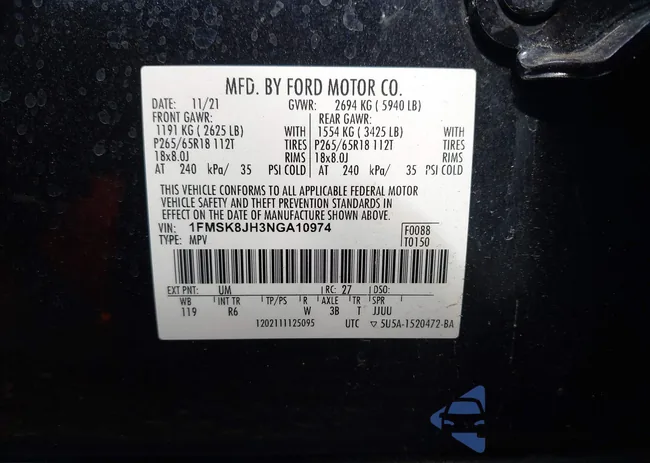 MFD. BY FORD MOTOR CO.
DATE: 11/21 GVWR: 2694 KG (5940 LB)
FRONT GAWR: REAR GAWR:
1191 KG (2625 LB) WITH 1554 KG (3425 LB) WITH
P265/65R18 112T TIRES P265/65R18 112T TIRES
18x8.0J RIMS 18x8.0J RIMS
AT 240 kPa/ 35 PSI COLD AT 240 kPa/ 35 PSI COLD
THIS VEHICLE CONFORMS TO ALL APPLICABLE FEDERAL MOTOR
VEHICLE SAFETY AND THEFT PREVENTION STANDARDS IN
EFFECT ON THE DATE OF MANUFACTURE SHOWN ABOVE.
VIN: 1FMSK8JH3NGA10974 F0088
TYPE: MPV T0150
EXT PNT: UM RC: 27 DSO:
WB INT TR TP/PS R AXLE TR SPR
119 R6 W 3B T JJUU
1202111125095 UTC ▽ 5U5A-1520472-BA